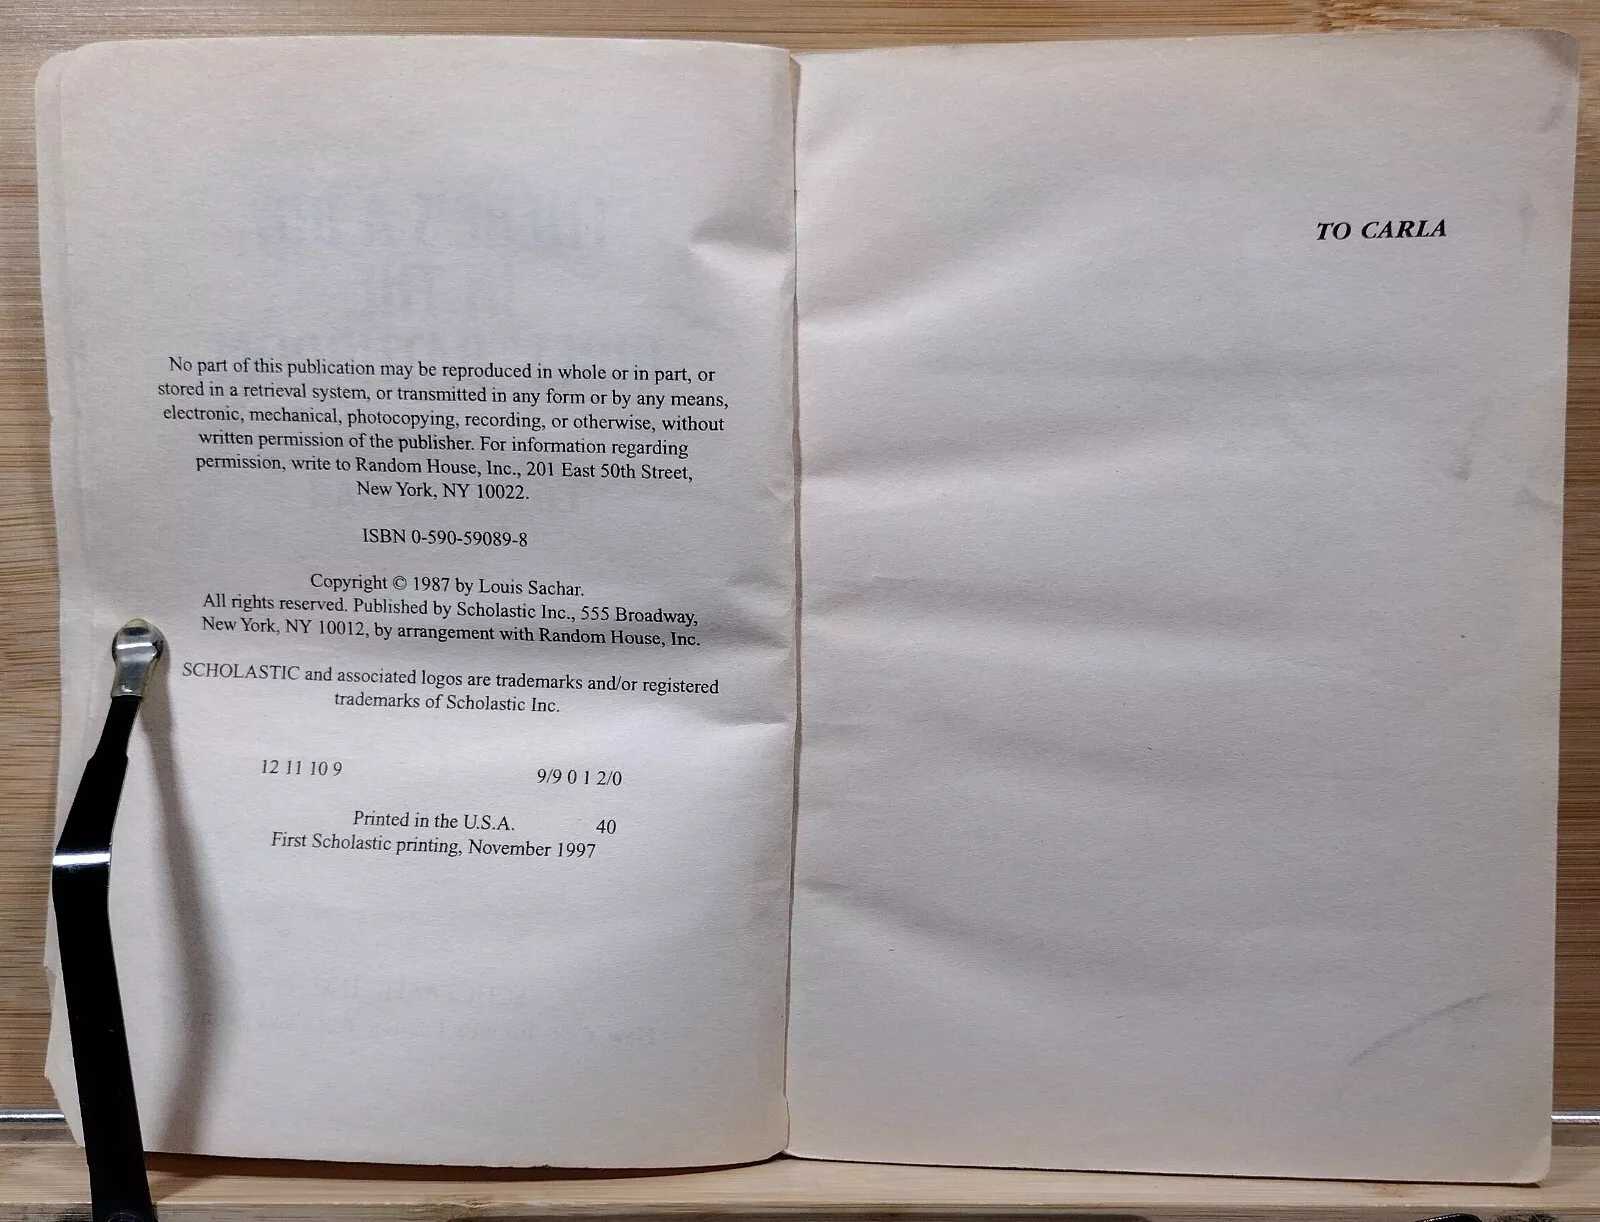 No part of this publication may be reproduced in whole or in part, or
stored in a retrieval system, or transmitted in any form or by any means,
electronic, mechanical, photocopying, recording, or otherwise, without
written permission of the publisher. For information regarding
permission, write to Random House, Inc., 201 East 50th Street,
New York, NY 10022.
ISBN 0-590-59089-8
Copyright © 1987 by Louis Sachar.
All rights reserved. Published by Scholastic Inc., 555 Broadway,
New York, NY 10012, by arrangement with Random House, Inc.
SCHOLASTIC and associated logos are trademarks and/or registered
trademarks of Scholastic Inc.
12 11 10 9 9/9 0 1 2/0
Printed in the U.S.A. 40
First Scholastic printing, November 1997
TO CARLA